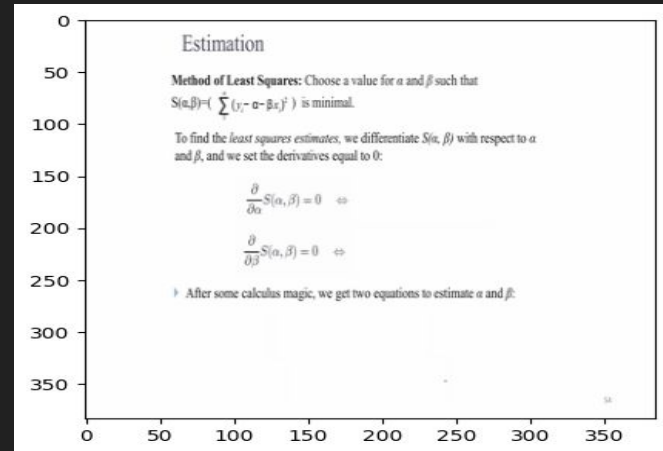 Estimation
Method of Least Squares: Choose a value for α and β such that
S(α,β)=( ∑ (yᵢ- α-βxᵢ)² ) is minimal.
To find the least squares estimates, we differentiate S(α, β) with respect to α
and β, and we set the derivatives equal to 0:
∂/∂α S(α, β) = 0 ⇔
∂/∂β S(α, β) = 0 ⇔
After some calculus magic, we get two equations to estimate α and β:
54
0
50
100
150
200
250
300
350
0 50 100 150 200 250 300 350